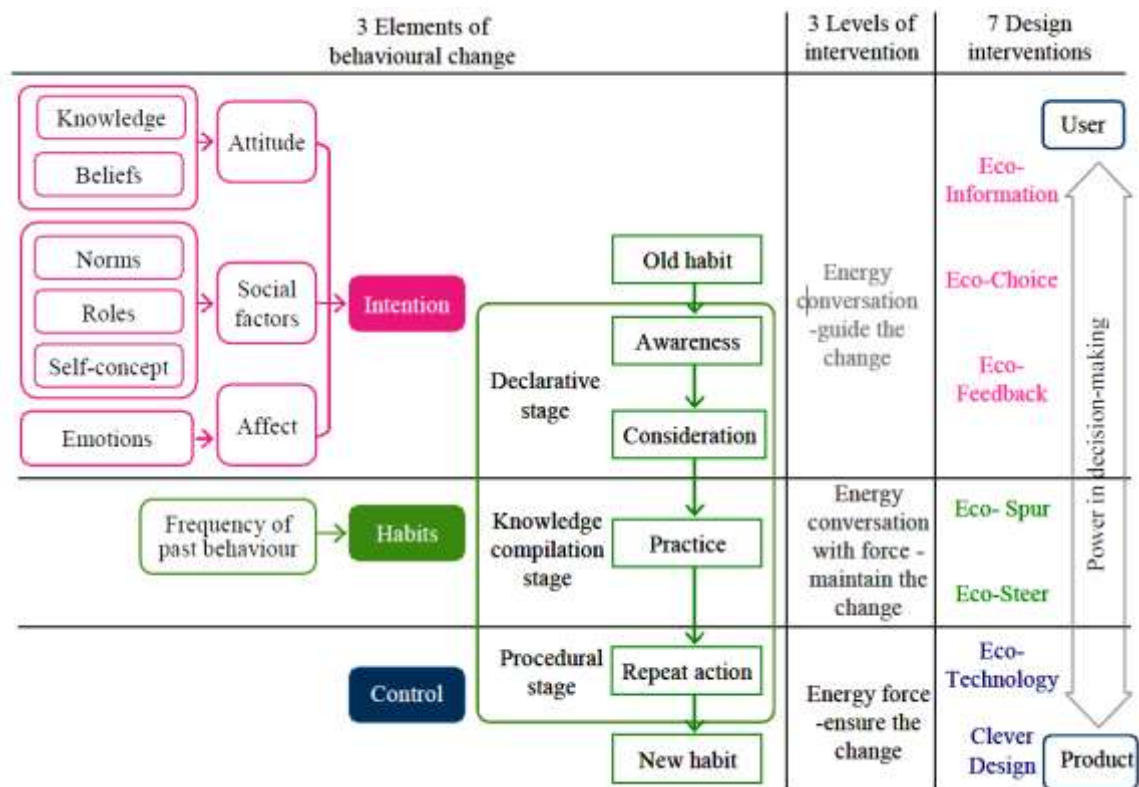 3 Elements of
behavioural change
3 Levels of
intervention
7 Design
interventions
Knowledge
Beliefs
Attitude
Norms
Roles
Self-concept
Social
factors
Emotions
Affect
Intention
Old habit
Awareness
Declarative
stage
Consideration
Energy
conversation
-guide the
change
User
Eco-
Information
Eco-Choice
Eco-
Feedback
Power in decision-making
Frequency of
past behaviour
Habits
Knowledge
compilation
stage
Practice
Energy
conversation
with force -
maintain the
change
Eco- Spur
Eco-Steer
Control
Procedural
stage
Repeat action
New habit
Energy force
-ensure the
change
Eco-
Technology
Clever
Design
Product